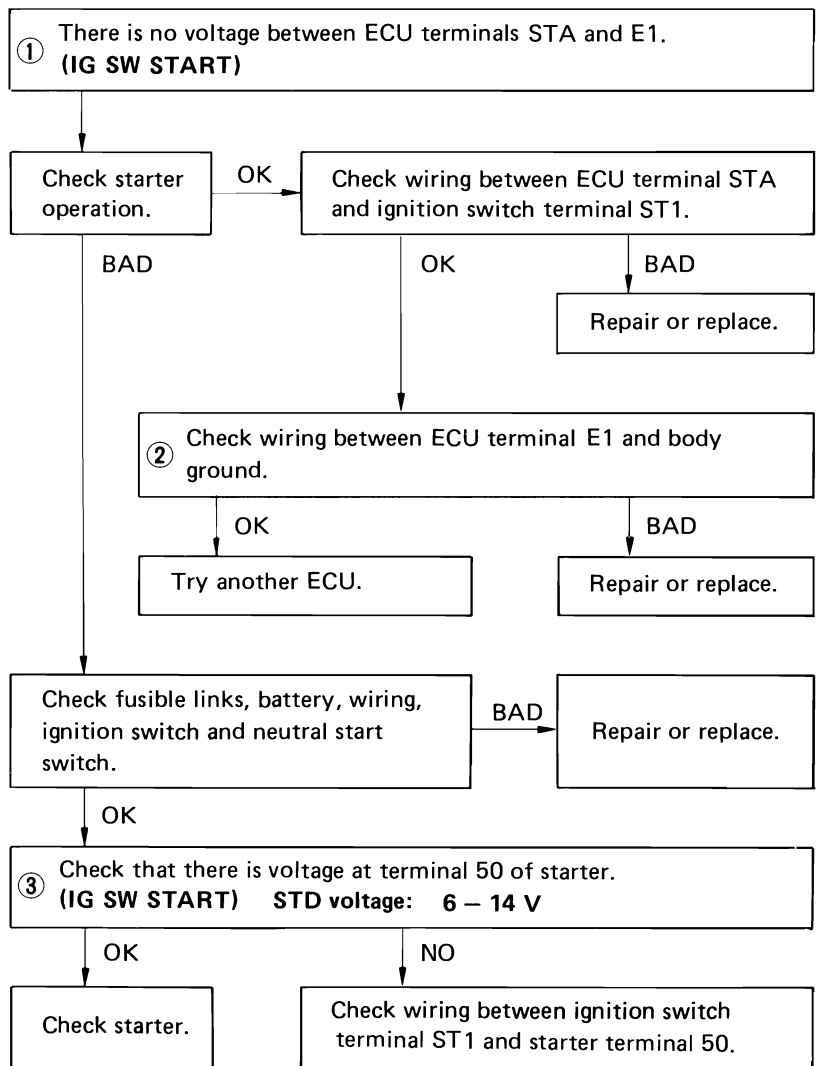 ① There is no voltage between ECU terminals STA and E1.
(IG SW START)
Check starter
operation.
OK
Check wiring between ECU terminal STA
and ignition switch terminal ST1.
BAD
OK
BAD
Repair or replace.
② Check wiring between ECU terminal E1 and body
ground.
OK
BAD
Try another ECU.
Repair or replace.
Check fusible links, battery, wiring,
ignition switch and neutral start
switch.
BAD
Repair or replace.
OK
③ Check that there is voltage at terminal 50 of starter.
(IG SW START) STD voltage: 6 – 14 V
OK
NO
Check starter.
Check wiring between ignition switch
terminal ST1 and starter terminal 50.